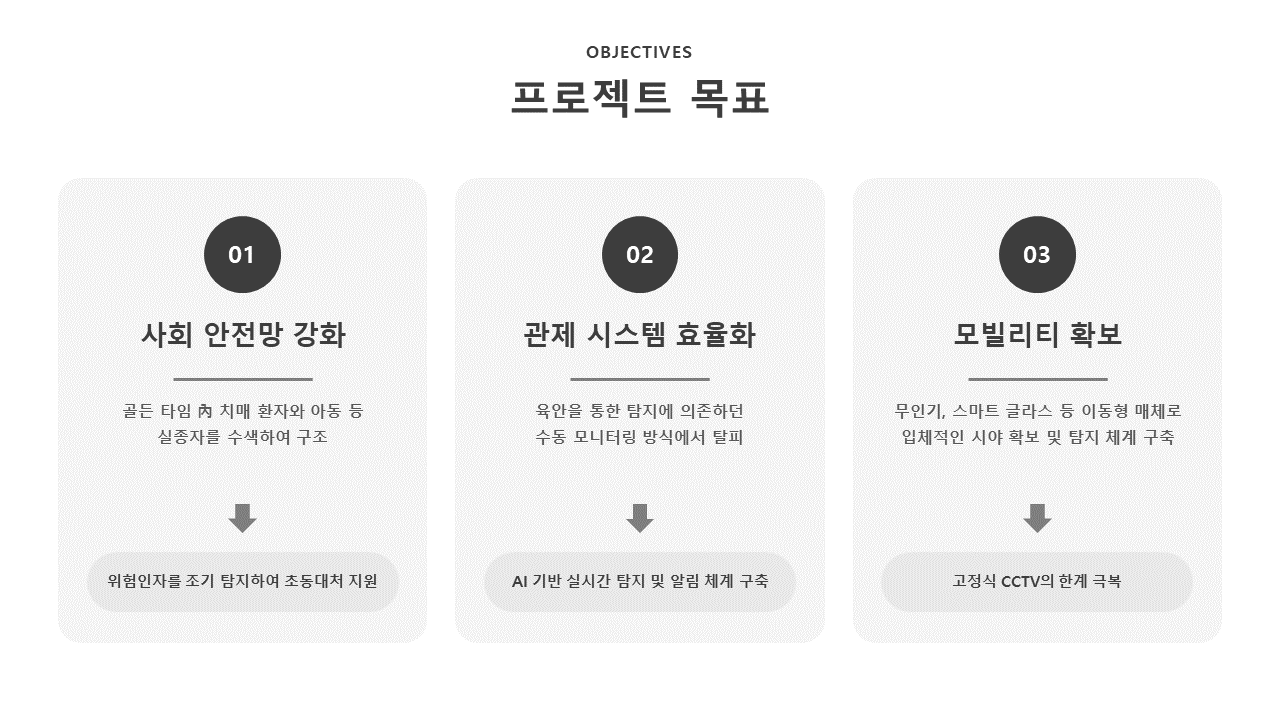 OBJECTIVES
프로젝트 목표
01
사회 안전망 강화
골든 타임 內 치매 환자와 아동 등
실종자를 수색하여 구조
위험인자를 조기 탐지하여 초동대처 지원
02
관제 시스템 효율화
육안을 통한 탐지에 의존하던
수동 모니터링 방식에서 탈피
AI 기반 실시간 탐지 및 알림 체계 구축
03
모빌리티 확보
무인기, 스마트 글라스 등 이동형 매체로
입체적인 시야 확보 및 탐지 체계 구축
고정식 CCTV의 한계 극복